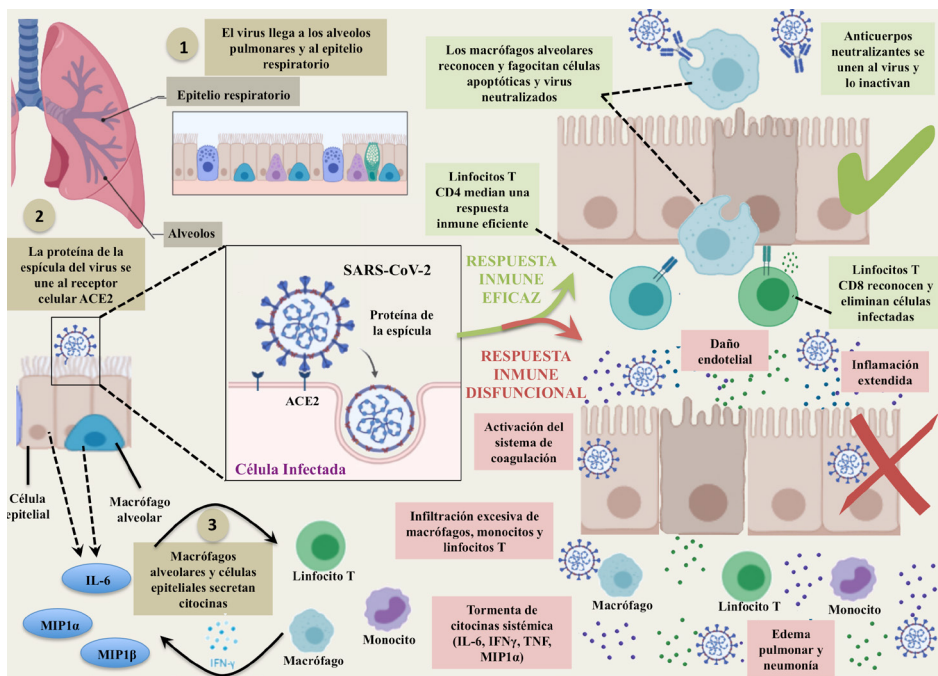 1
El virus llega a los alveolos
pulmonares y al epitelio
respiratorio
Epitelio respiratorio
Alveolos
2
La proteína de la
espícula del virus se
une al receptor
celular ACE2
Célula
epitelial
Macrófago
alveolar
SARS-CoV-2
Proteína de
la espícula
ACE2
Célula Infectada
3
Macrófagos
alveolares y células
epiteliales secretan
citocinas
IL-6
MIP1α
MIP1β
IFN-γ
Linfocito T
Macrófago
Monocito
RESPUESTA
INMUNE
EFICAZ
RESPUESTA
INMUNE
DISFUNCIONAL
Los macrófagos alveolares
reconocen y fagocitan células
apoptóticas y virus
neutralizados
Anticuerpos
neutralizantes se
unen al virus y
lo inactivan
Linfocitos T
CD4 median una
respuesta
inmune eficiente
Linfocitos T
CD8 reconocen y
eliminan células
infectadas
Daño
endotelial
Inflamación
extendida
Activación del
sistema de
coagulación
Infiltración excesiva de
macrófagos, monocitos y
linfocitos T
Tormenta de
citocinas sistémica
(IL-6, IFNγ, TNF,
MIP1α)
Macrófago
Linfocito T
Monocito
Edema
pulmonar y
neumonía